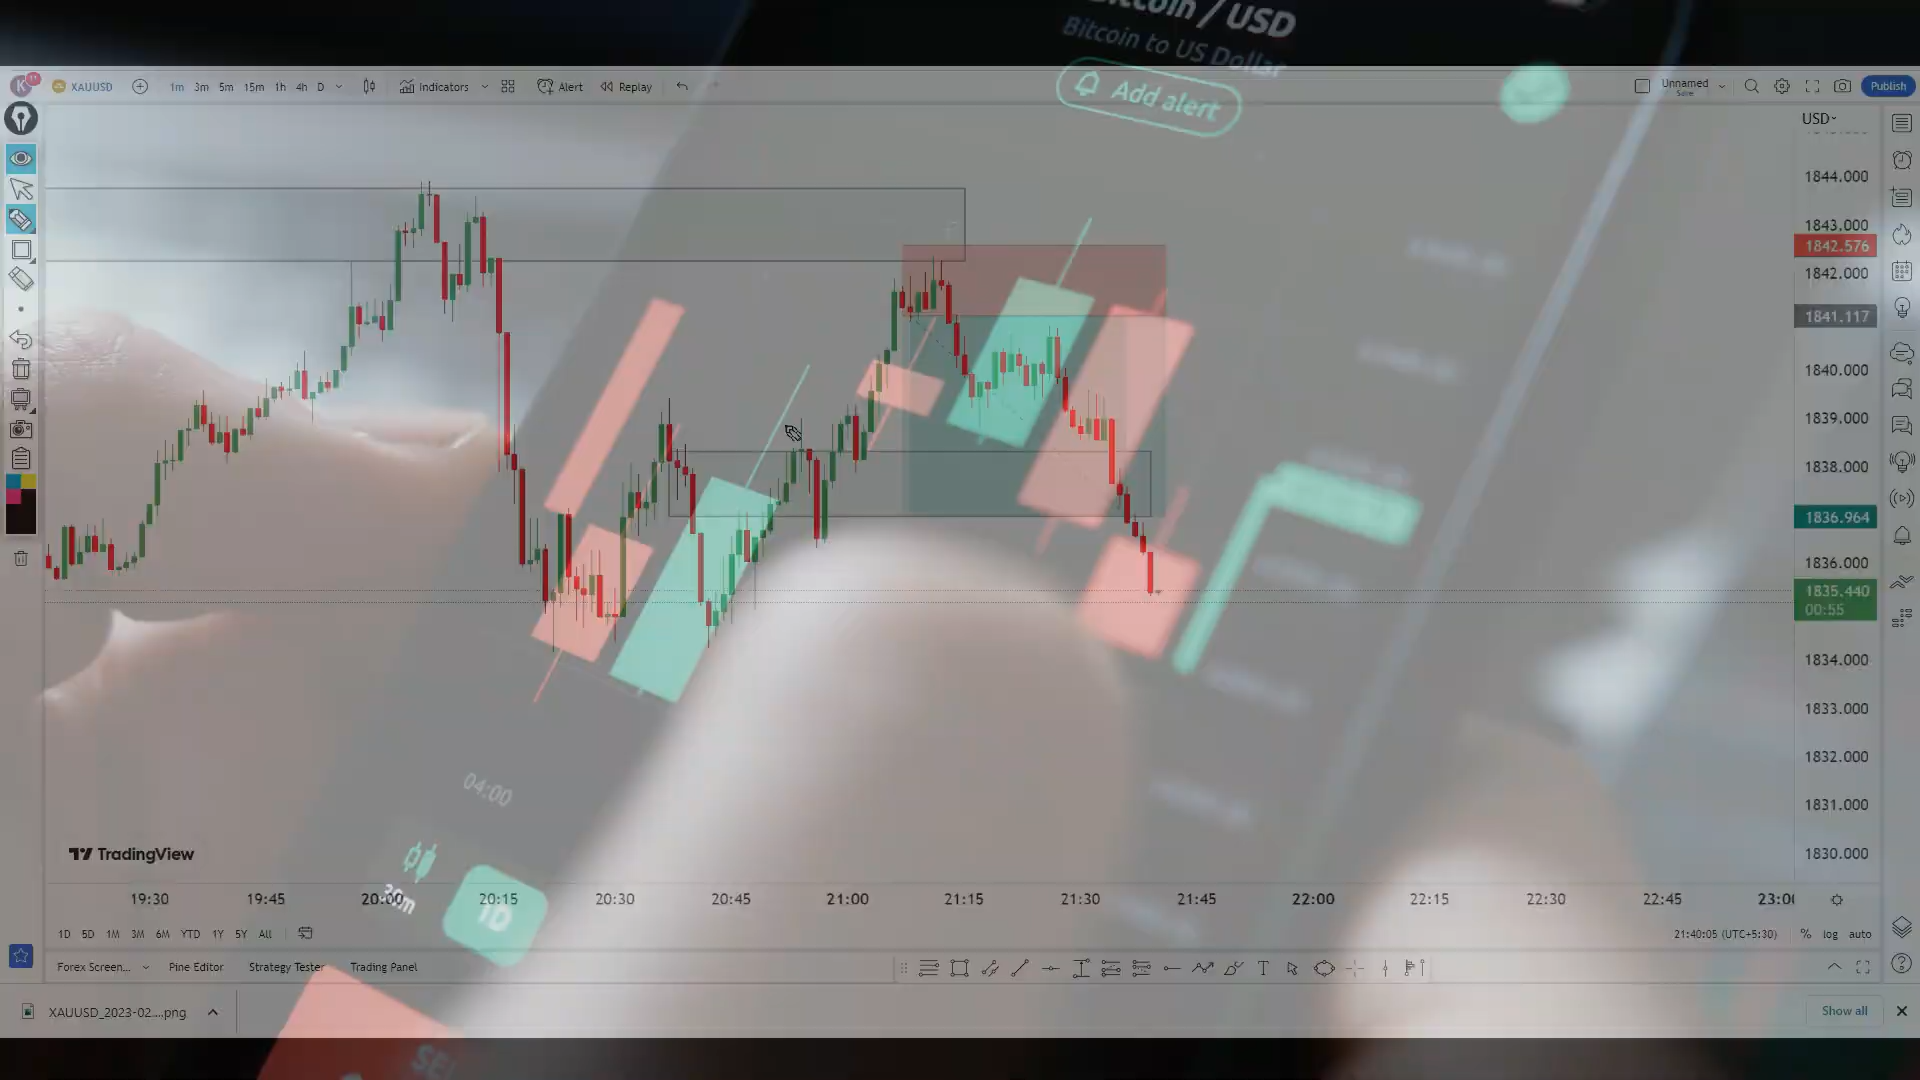 Bitcoin / USD
Bitcoin to US Dollar
Add alert
K 11 XAUUSD 1m 3m 5m 15m 1h 4h D Indicators Alert Replay Unnamed Save Publish
USD
1844.000
1843.000
1842.576
1842.000
1841.117
1840.000
1839.000
1838.000
1836.964
1836.000
1835.440
00:55
1834.000
1833.000
1832.000
1831.000
1830.000
04:00
TradingView
30m
1D
19:30 19:45 20:00 20:15 20:30 20:45 21:00 21:15 21:30 21:45 22:00 22:15 22:30 22:45 23:00
1D 5D 1M 3M 6M YTD 1Y 5Y All 21:40:05 (UTC+5:30) % log auto
Forex Screen... Pine Editor Strategy Tester Trading Panel
XAUUSD_2023-02....png Show all